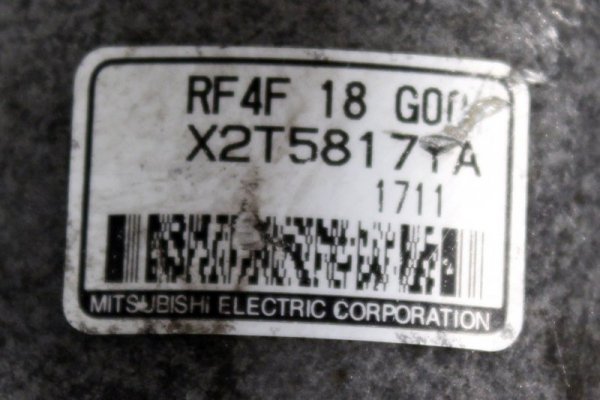 RF4F 18 G00
X2T58171A
1711
MITSUBISHI ELECTRIC CORPORATION